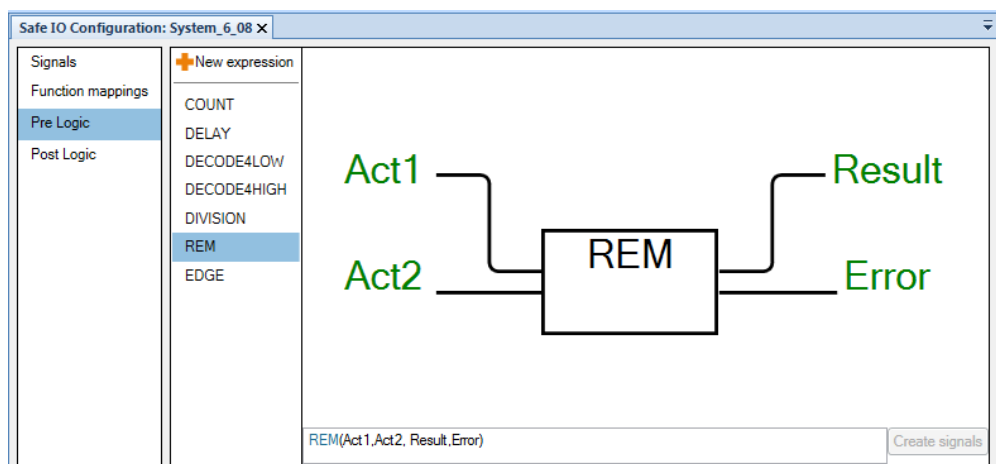 Safe IO Configuration: System_6_08 X
Signals
Function mappings
Pre Logic
Post Logic
New expression
COUNT
DELAY
DECODE4LOW
DECODE4HIGH
DIVISION
REM
EDGE
Act1
Act2
REM
Result
Error
REM(Act1,Act2, Result,Error)
Create signals